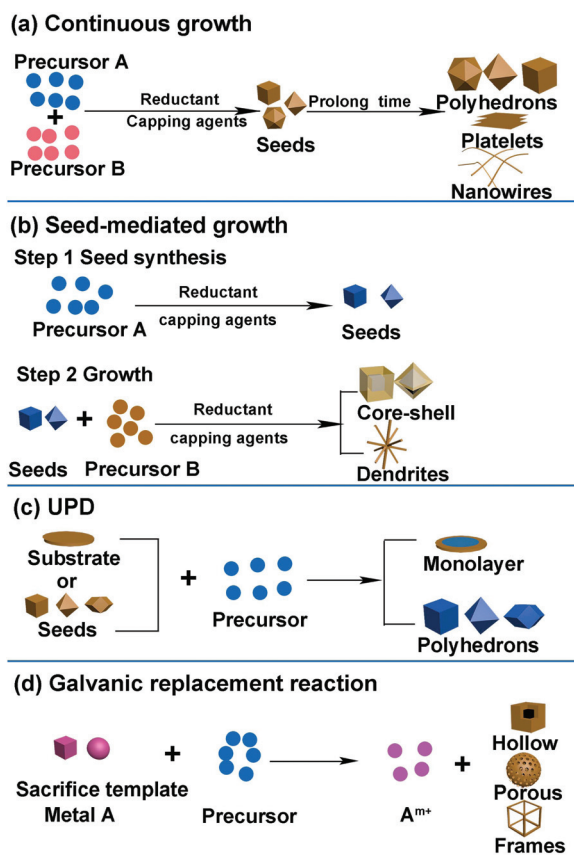 (a) Continuous growth
Precursor A
+
Precursor B
Reductant
Capping agents
Seeds
Prolong time
Polyhedrons
Platelets
Nanowires
(b) Seed-mediated growth
Step 1 Seed synthesis
Precursor A
Reductant
capping agents
Seeds
Step 2 Growth
Seeds
+
Precursor B
Reductant
capping agents
Core-shell
Dendrites
(c) UPD
Substrate
or
Seeds
+
Precursor
Monolayer
Polyhedrons
(d) Galvanic replacement reaction
Sacrifice template
Metal A
+
Precursor
Aᵐ⁺
+
Hollow
Porous
Frames